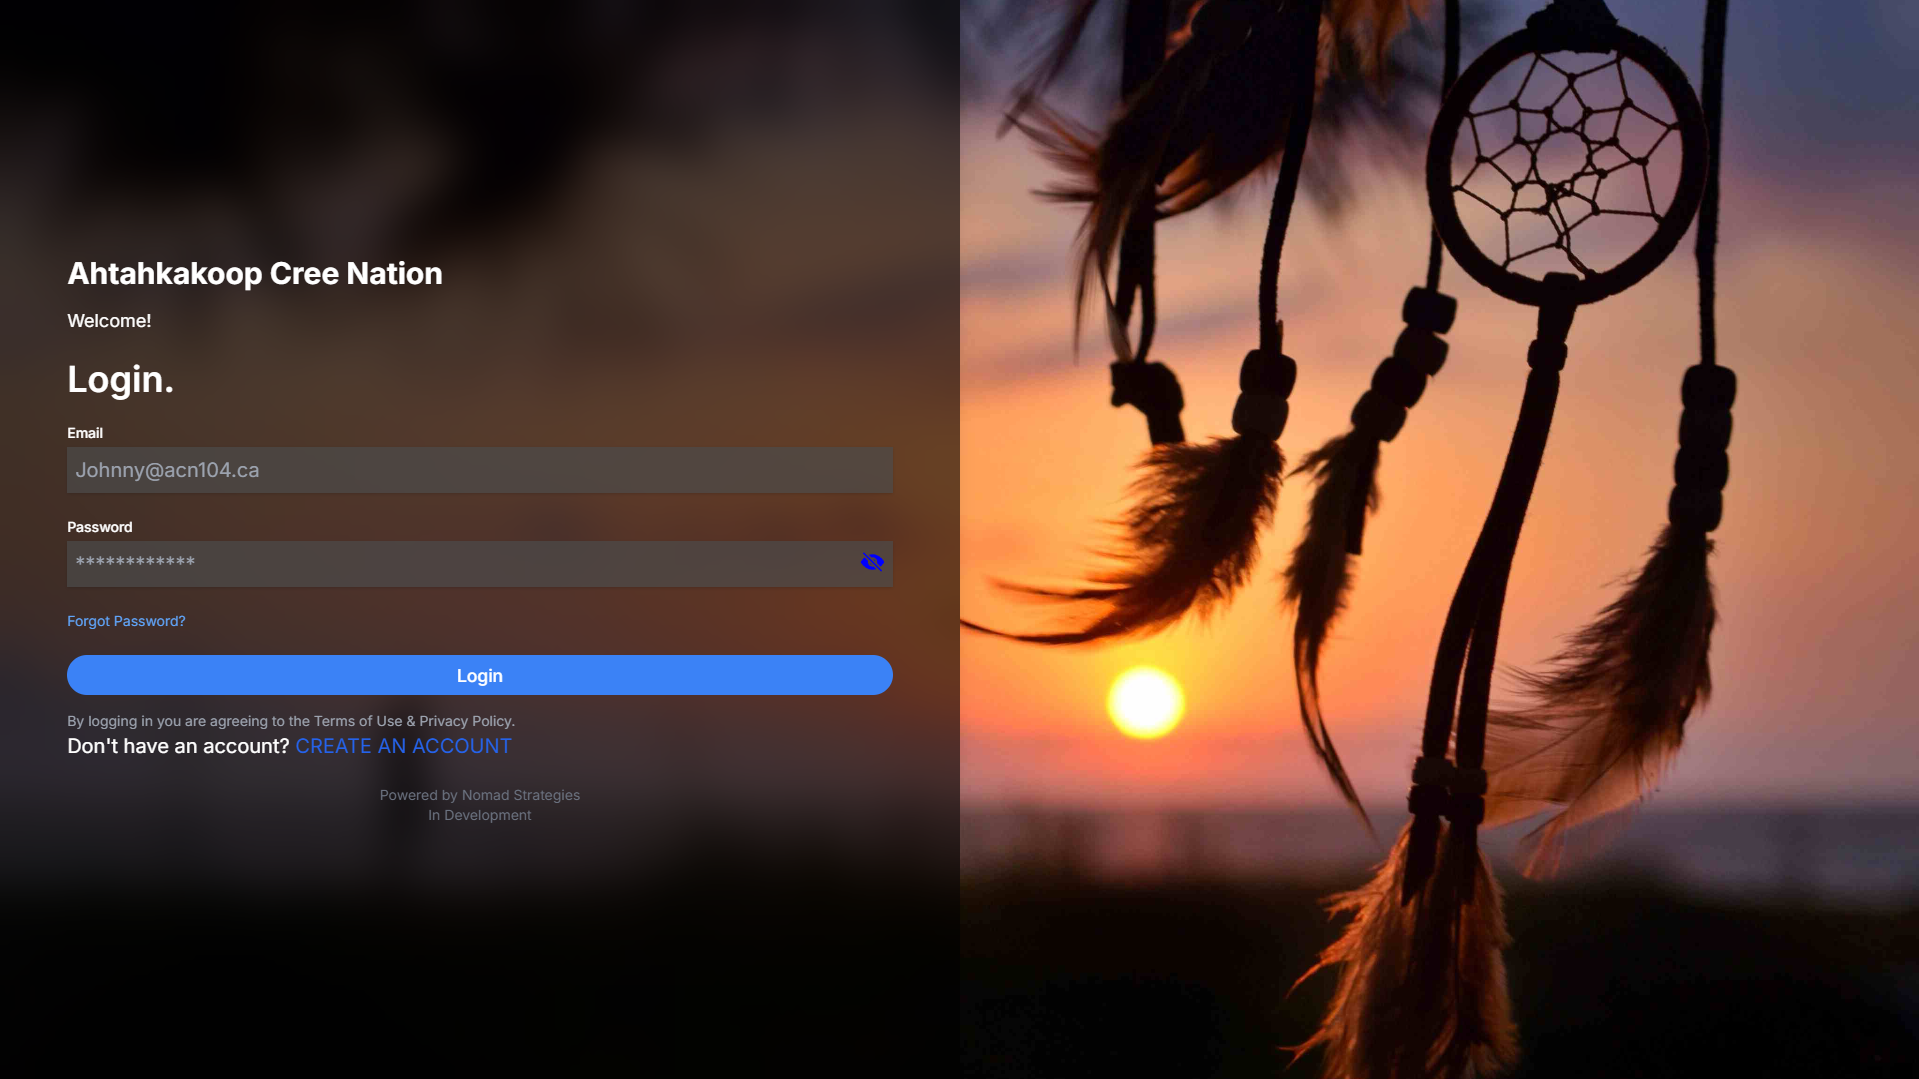 Ahtahkakoop Cree Nation
Welcome!
Login.
Email
Johnny@acn104.ca
Password
************
Forgot Password?
Login
By logging in you are agreeing to the Terms of Use & Privacy Policy.
Don't have an account? CREATE AN ACCOUNT
Powered by Nomad Strategies
In Development